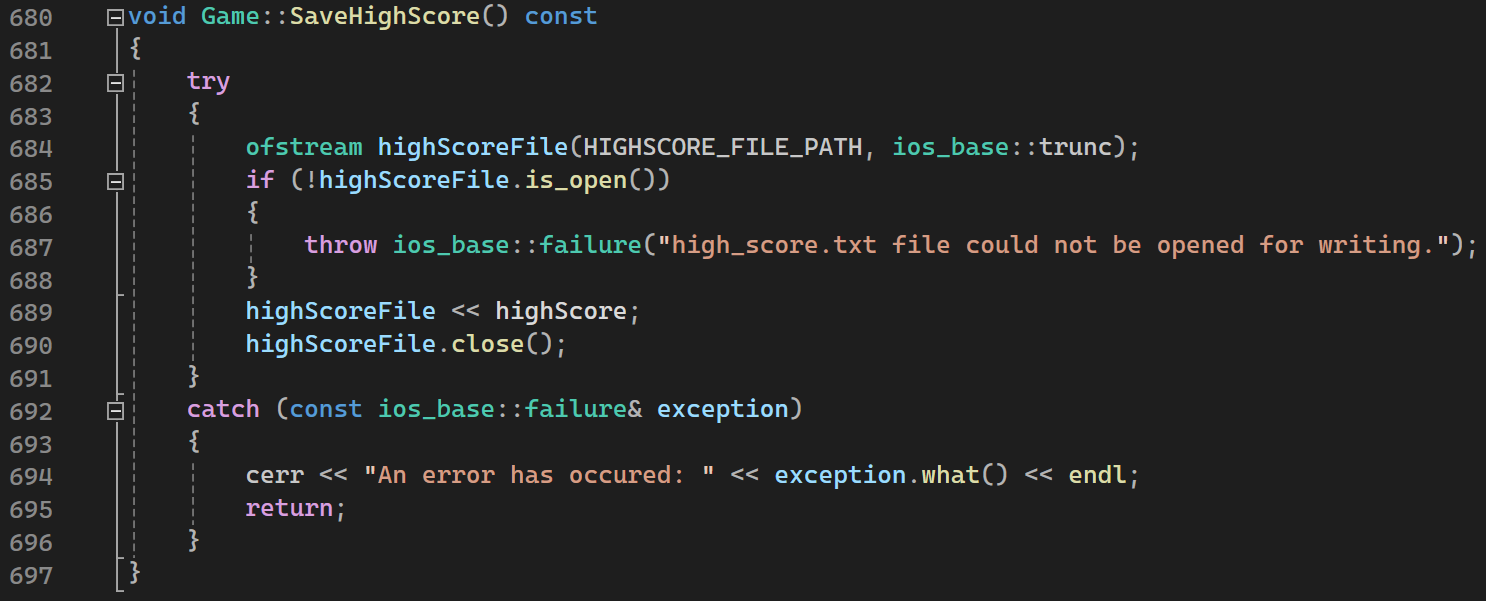 680 void Game::SaveHighScore() const
681 {
682     try
683     {
684         ofstream highScoreFile(HIGHSCORE_FILE_PATH, ios_base::trunc);
685         if (!highScoreFile.is_open())
686         {
687             throw ios_base::failure("high_score.txt file could not be opened for writing.");
688         }
689         highScoreFile << highScore;
690         highScoreFile.close();
691     }
692     catch (const ios_base::failure& exception)
693     {
694         cerr << "An error has occured: " << exception.what() << endl;
695         return;
696     }
697 }